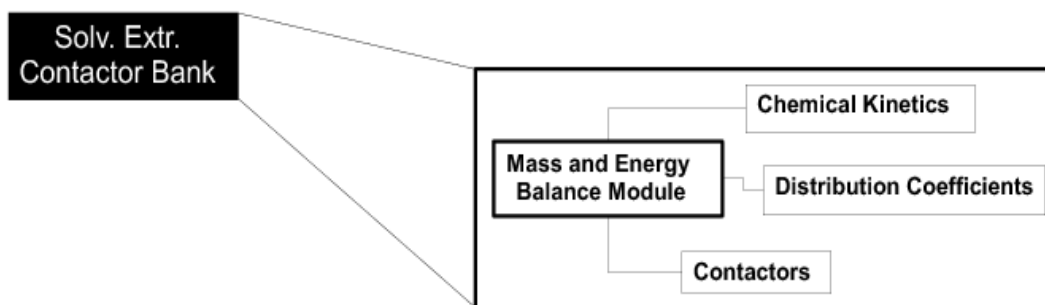 Solv. Extr.
Contactor Bank
Chemical Kinetics
Mass and Energy
Balance Module
Distribution Coefficients
Contactors